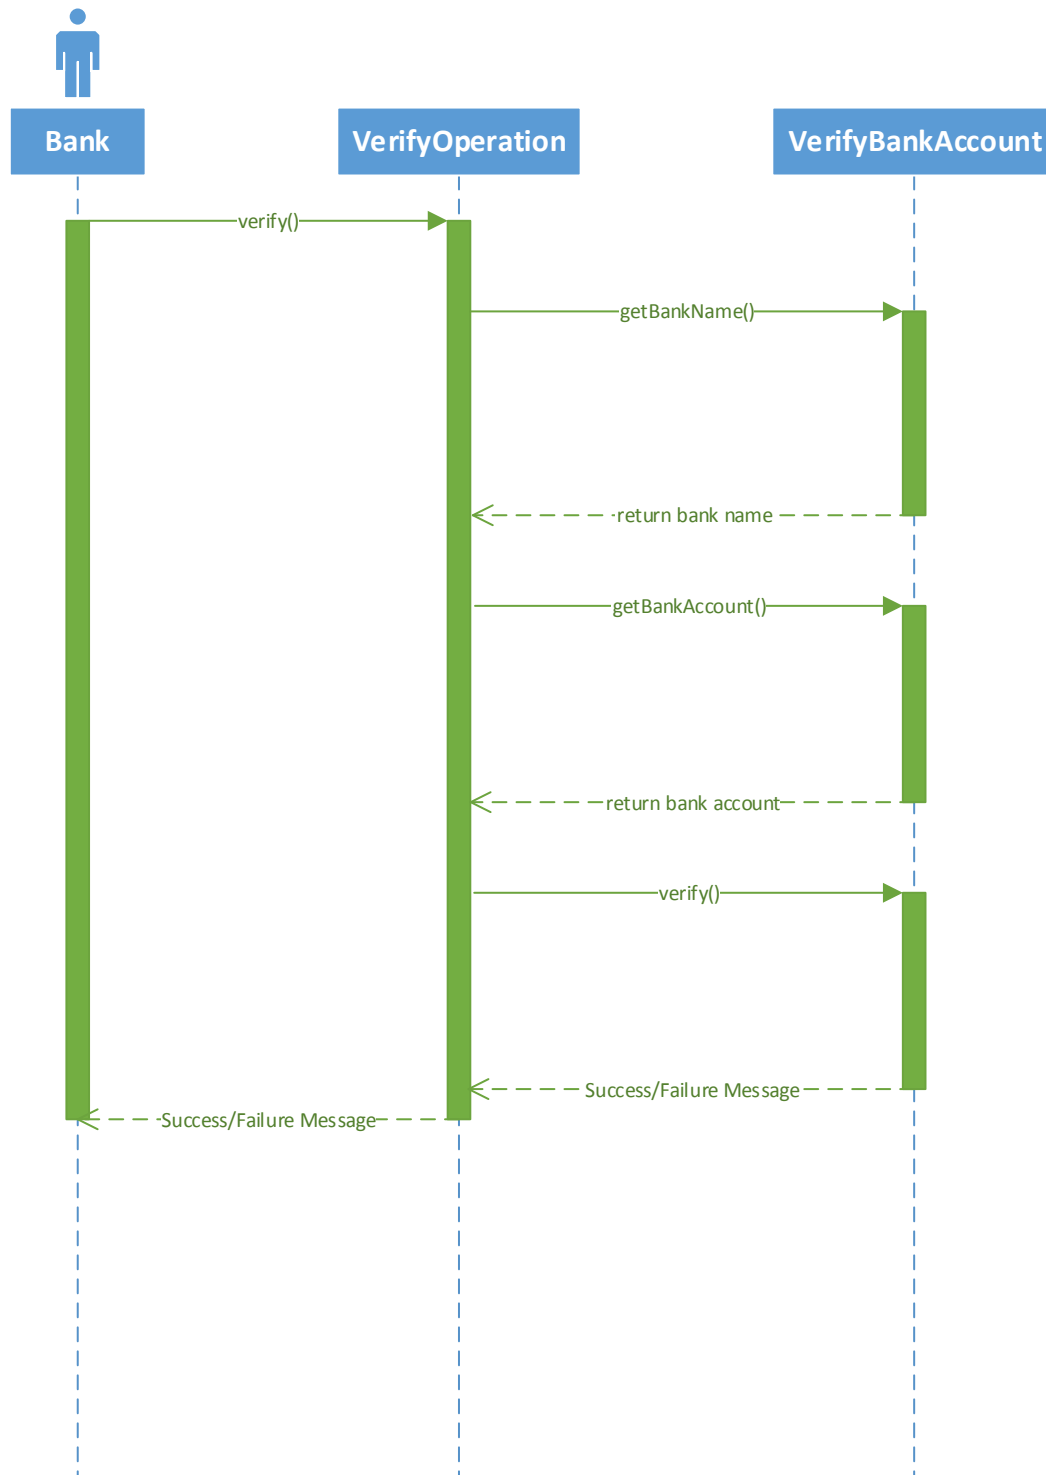 Bank
VerifyOperation
VerifyBankAccount
verify()
getBankName()
return bank name
getBankAccount()
return bank account
verify()
Success/Failure Message
Success/Failure Message